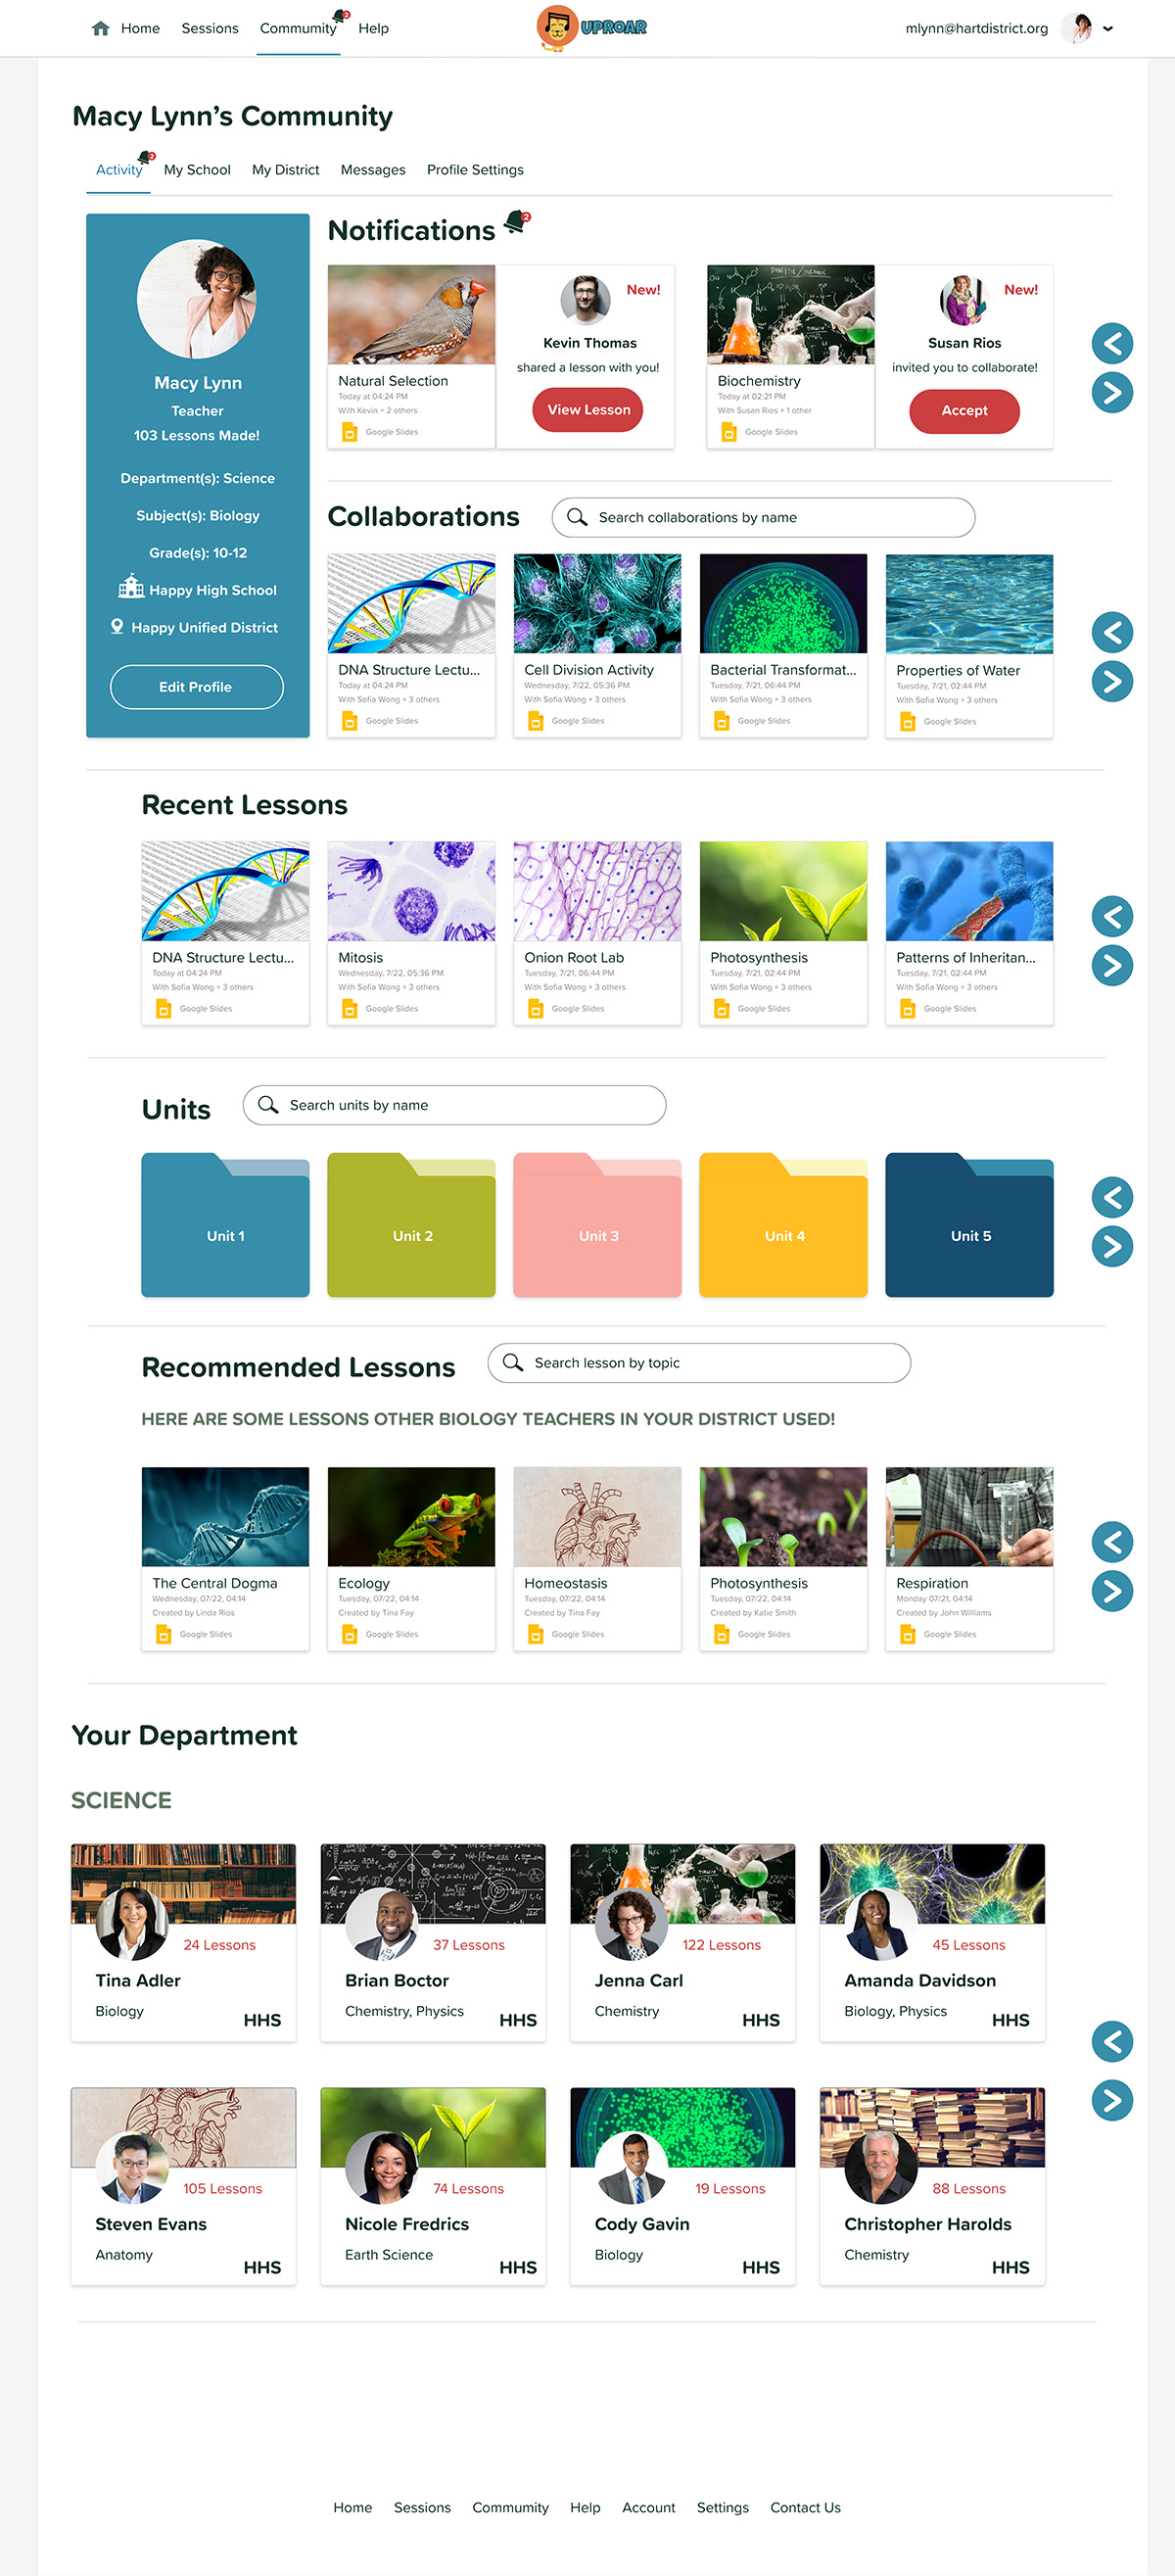 Home Sessions Commumity 2 Help
UPROAR
mlynn@hartdistrict.org
Macy Lynn's Community
Activity 2 My School My District Messages Profile Settings
Macy Lynn
Teacher
103 Lessons Made!
Department(s): Science
Subject(s): Biology
Grade(s): 10-12
Happy High School
Happy Unified District
Edit Profile
Notifications 2
Natural Selection
Today at 04:24 PM
With Kevin + 2 others
Google Slides
New!
Kevin Thomas
shared a lesson with you!
View Lesson
Biochemistry
Today at 02:21 PM
With Susan Rios + 1 other
Google Slides
New!
Susan Rios
invited you to collaborate!
Accept
Collaborations
Search collaborations by name
DNA Structure Lectu...
Today at 04:24 PM
With Sofia Wong + 3 others
Google Slides
Cell Division Activity
Wednesday, 7/22, 05:36 PM
With Sofia Wong + 3 others
Google Slides
Bacterial Transformat...
Tuesday, 7/21, 06:44 PM
With Sofia Wong + 3 others
Google Slides
Properties of Water
Tuesday, 7/21, 02:44 PM
With Sofia Wong + 3 others
Google Slides
Recent Lessons
DNA Structure Lectu...
Today at 04:24 PM
With Sofia Wong + 3 others
Google Slides
Mitosis
Wednesday, 7/22, 05:36 PM
With Sofia Wong + 3 others
Google Slides
Onion Root Lab
Tuesday, 7/21, 06:44 PM
With Sofia Wong + 3 others
Google Slides
Photosynthesis
Tuesday, 7/21, 02:44 PM
With Sofia Wong + 3 others
Google Slides
Patterns of Inheritan...
Tuesday, 7/21, 02:44 PM
With Sofia Wong + 3 others
Google Slides
Units
Search units by name
Unit 1
Unit 2
Unit 3
Unit 4
Unit 5
Recommended Lessons
Search lesson by topic
HERE ARE SOME LESSONS OTHER BIOLOGY TEACHERS IN YOUR DISTRICT USED!
The Central Dogma
Wednesday, 07/22, 04:14
Created by Linda Rios
Google Slides
Ecology
Tuesday, 07/22, 04:14
Created by Tina Fay
Google Slides
Homeostasis
Tuesday, 07/22, 04:14
Created by Tina Fay
Google Slides
Photosynthesis
Tuesday, 07/22, 04:14
Created by Katie Smith
Google Slides
Respiration
Monday 07/21, 04:14
Created by John Williams
Google Slides
Your Department
SCIENCE
24 Lessons
Tina Adler
Biology
HHS
37 Lessons
Brian Boctor
Chemistry, Physics
HHS
122 Lessons
Jenna Carl
Chemistry
HHS
45 Lessons
Amanda Davidson
Biology, Physics
HHS
105 Lessons
Steven Evans
Anatomy
HHS
74 Lessons
Nicole Fredrics
Earth Science
HHS
19 Lessons
Cody Gavin
Biology
HHS
88 Lessons
Christopher Harolds
Chemistry
HHS
Home Sessions Commumity Help Account Settings Contact Us